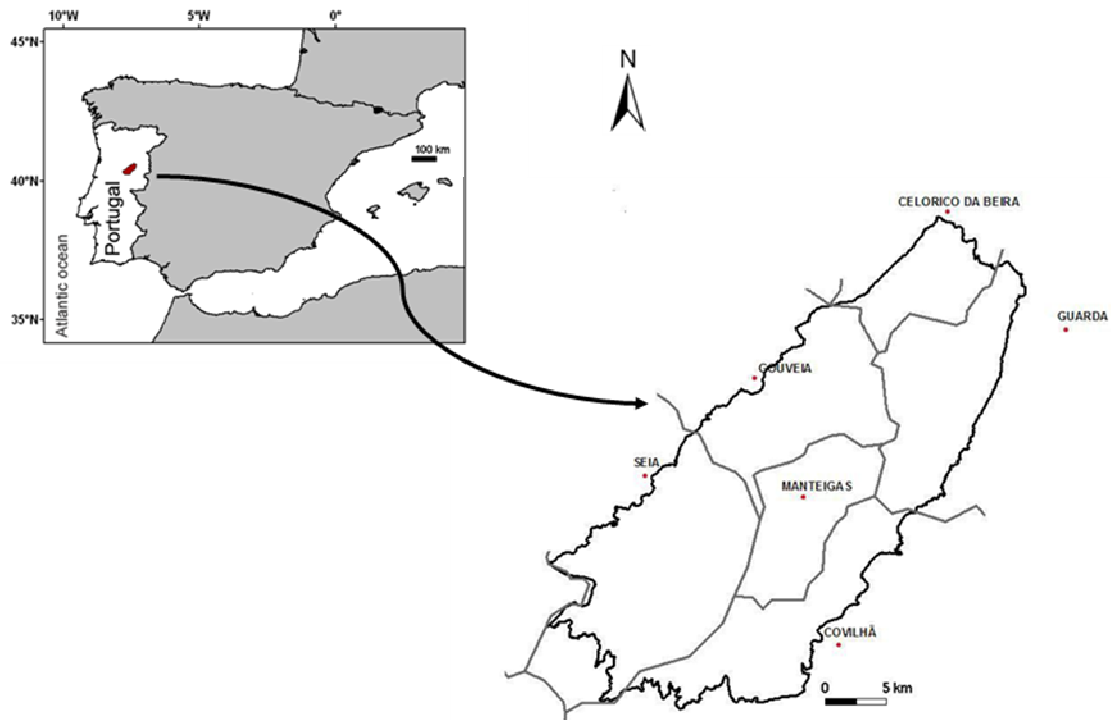 10°W 5°W 0°
45°N
40°N
35°N
100 km
Portugal
Atlantic ocean
N
CELORICO DA BEIRA
GUARDA
GOUVEIA
SEIA
MANTEIGAS
COVILHÃ
0 5 km